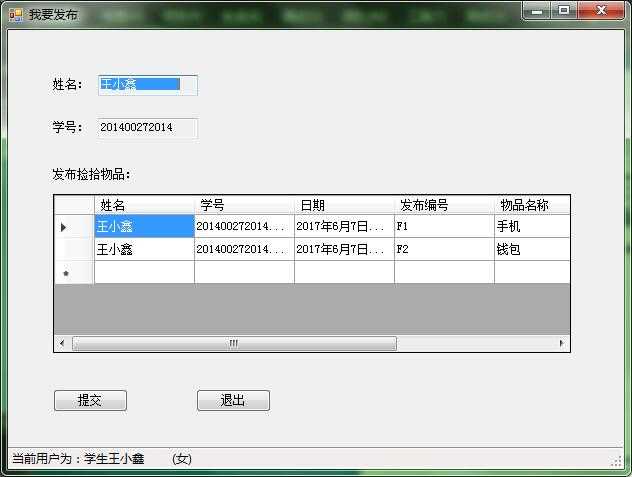 我要发布
姓名： 王小鑫
学号： 201400272014
发布捡拾物品：
姓名 学号 日期 发布编号 物品名称
王小鑫 201400272014... 2017年6月7日... F1 手机
王小鑫 201400272014... 2017年6月7日... F2 钱包
提交 退出
当前用户为：学生王小鑫 (女)